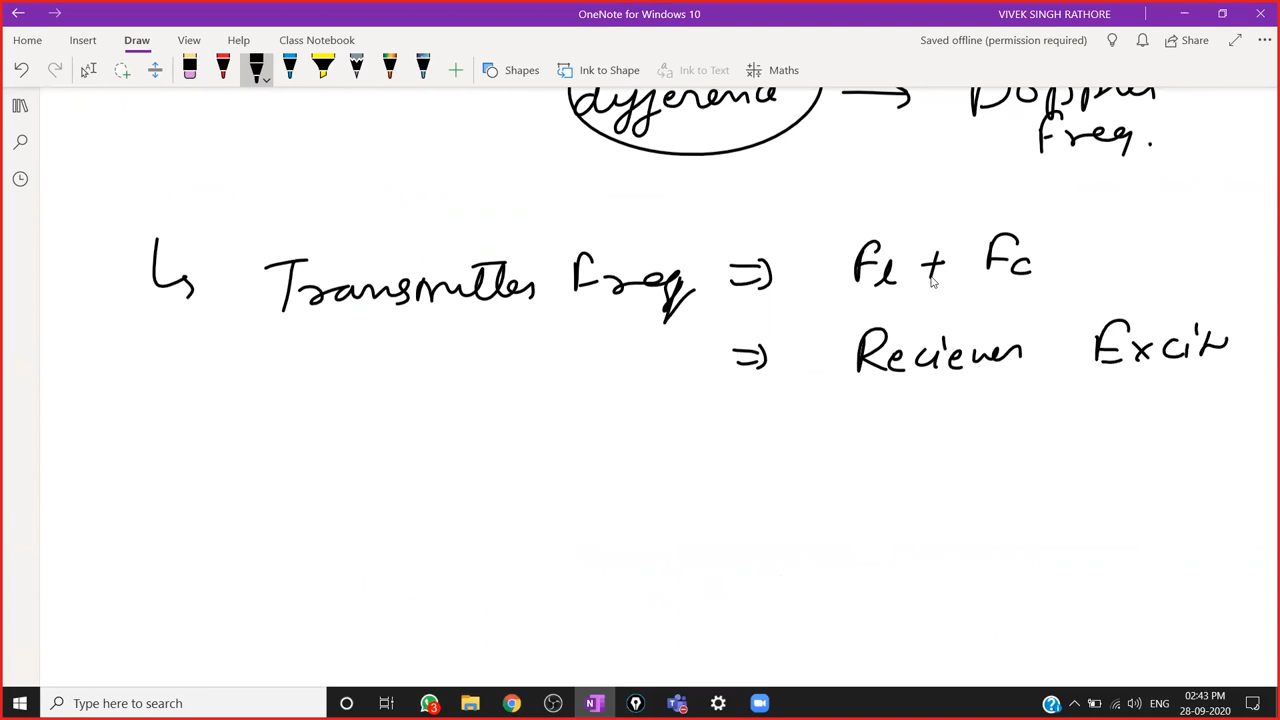 OneNote for Windows 10
VIVEK SINGH RATHORE
Home Insert Draw View Help Class Notebook
Saved offline (permission required) Share
Shapes Ink to Shape Ink to Text Maths
difference → Doppler
freq.
↳ Transmitter freq ⇒ Fl + Fc
⇒ Reciever Excit
Type here to search
3
ENG
02:43 PM
28-09-2020